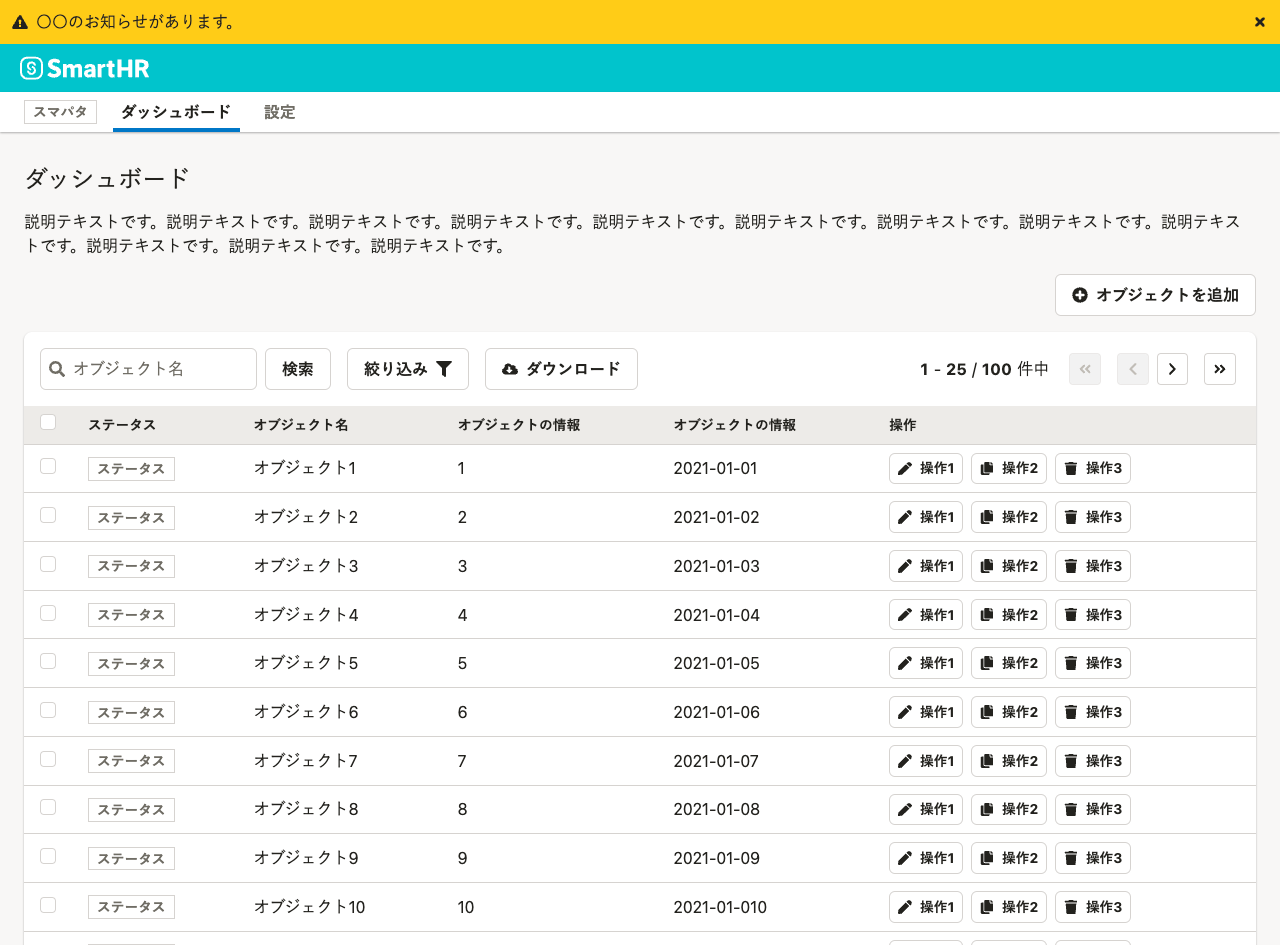 〇〇のお知らせがあります。
SmartHR
スマパタ ダッシュボード 設定
ダッシュボード
説明テキストです。説明テキストです。説明テキストです。説明テキストです。説明テキストです。説明テキストです。説明テキストです。説明テキストです。説明テキス
トです。説明テキストです。説明テキストです。説明テキストです。
オブジェクトを追加
オブジェクト名 検索 絞り込み ダウンロード 1 - 25 / 100 件中
ステータス オブジェクト名 オブジェクトの情報 オブジェクトの情報 操作
ステータス オブジェクト1 1 2021-01-01 操作1 操作2 操作3
ステータス オブジェクト2 2 2021-01-02 操作1 操作2 操作3
ステータス オブジェクト3 3 2021-01-03 操作1 操作2 操作3
ステータス オブジェクト4 4 2021-01-04 操作1 操作2 操作3
ステータス オブジェクト5 5 2021-01-05 操作1 操作2 操作3
ステータス オブジェクト6 6 2021-01-06 操作1 操作2 操作3
ステータス オブジェクト7 7 2021-01-07 操作1 操作2 操作3
ステータス オブジェクト8 8 2021-01-08 操作1 操作2 操作3
ステータス オブジェクト9 9 2021-01-09 操作1 操作2 操作3
ステータス オブジェクト10 10 2021-01-010 操作1 操作2 操作3